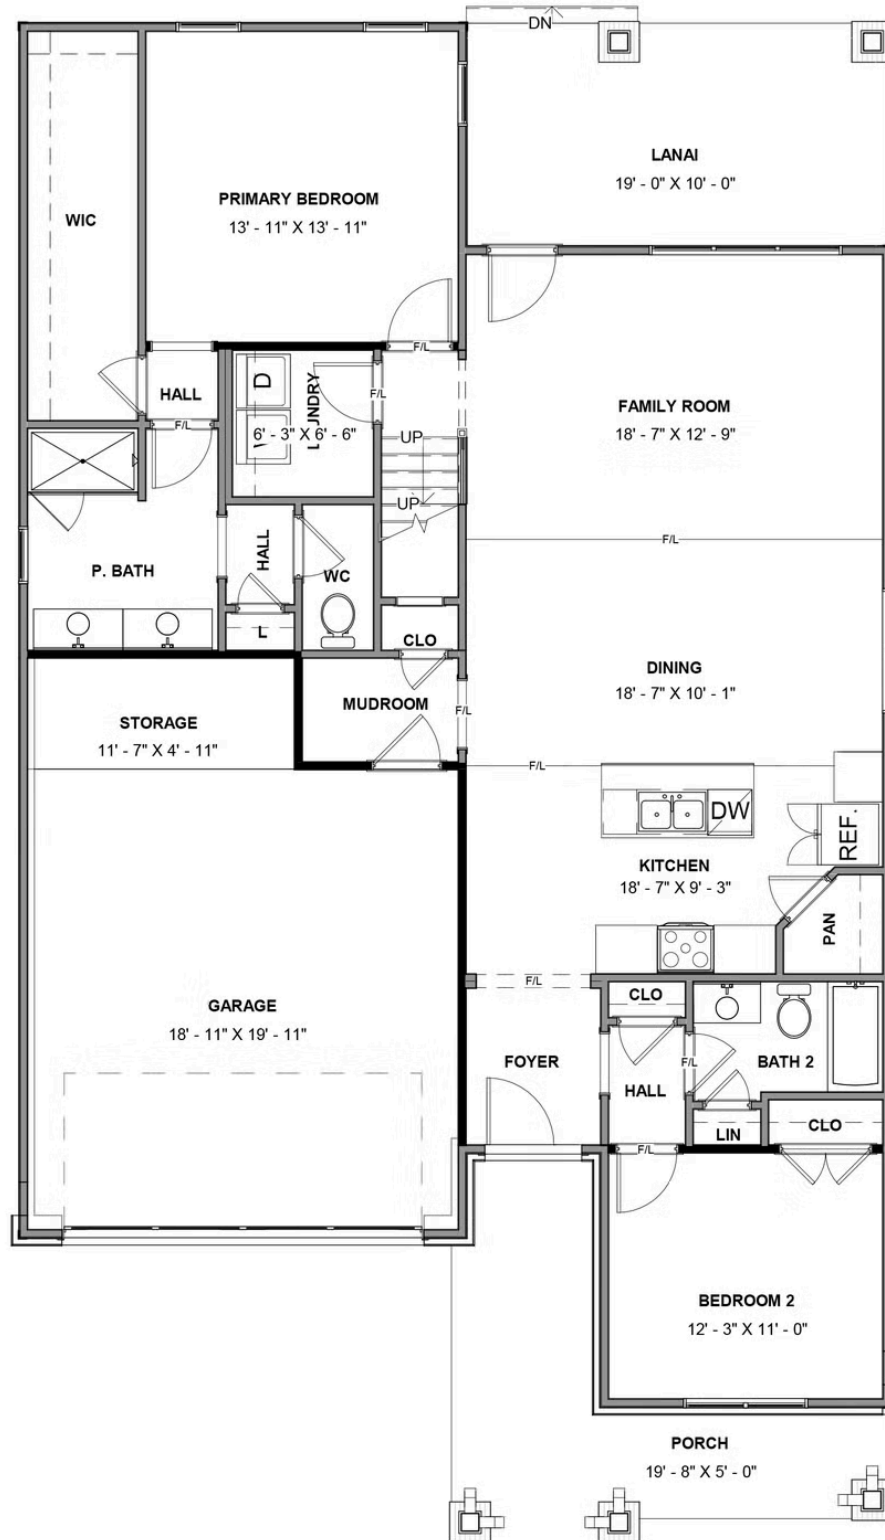 DN
LANAI
19' - 0" X 10' - 0"
PRIMARY BEDROOM
13' - 11" X 13' - 11"
WIC
F/L
HALL
F/L
D
LAUNDRY
6' - 3" X 6' - 6"
F/L
UP
UP
FAMILY ROOM
18' - 7" X 12' - 9"
F/L
P. BATH
HALL
WC
L
CLO
DINING
18' - 7" X 10' - 1"
MUDROOM
F/L
STORAGE
11' - 7" X 4' - 11"
F/L
DW
REF.
KITCHEN
18' - 7" X 9' - 3"
PAN
F/L
CLO
GARAGE
18' - 11" X 19' - 11"
FOYER
HALL
F/L
BATH 2
LIN
CLO
F/L
BEDROOM 2
12' - 3" X 11' - 0"
PORCH
19' - 8" X 5' - 0"